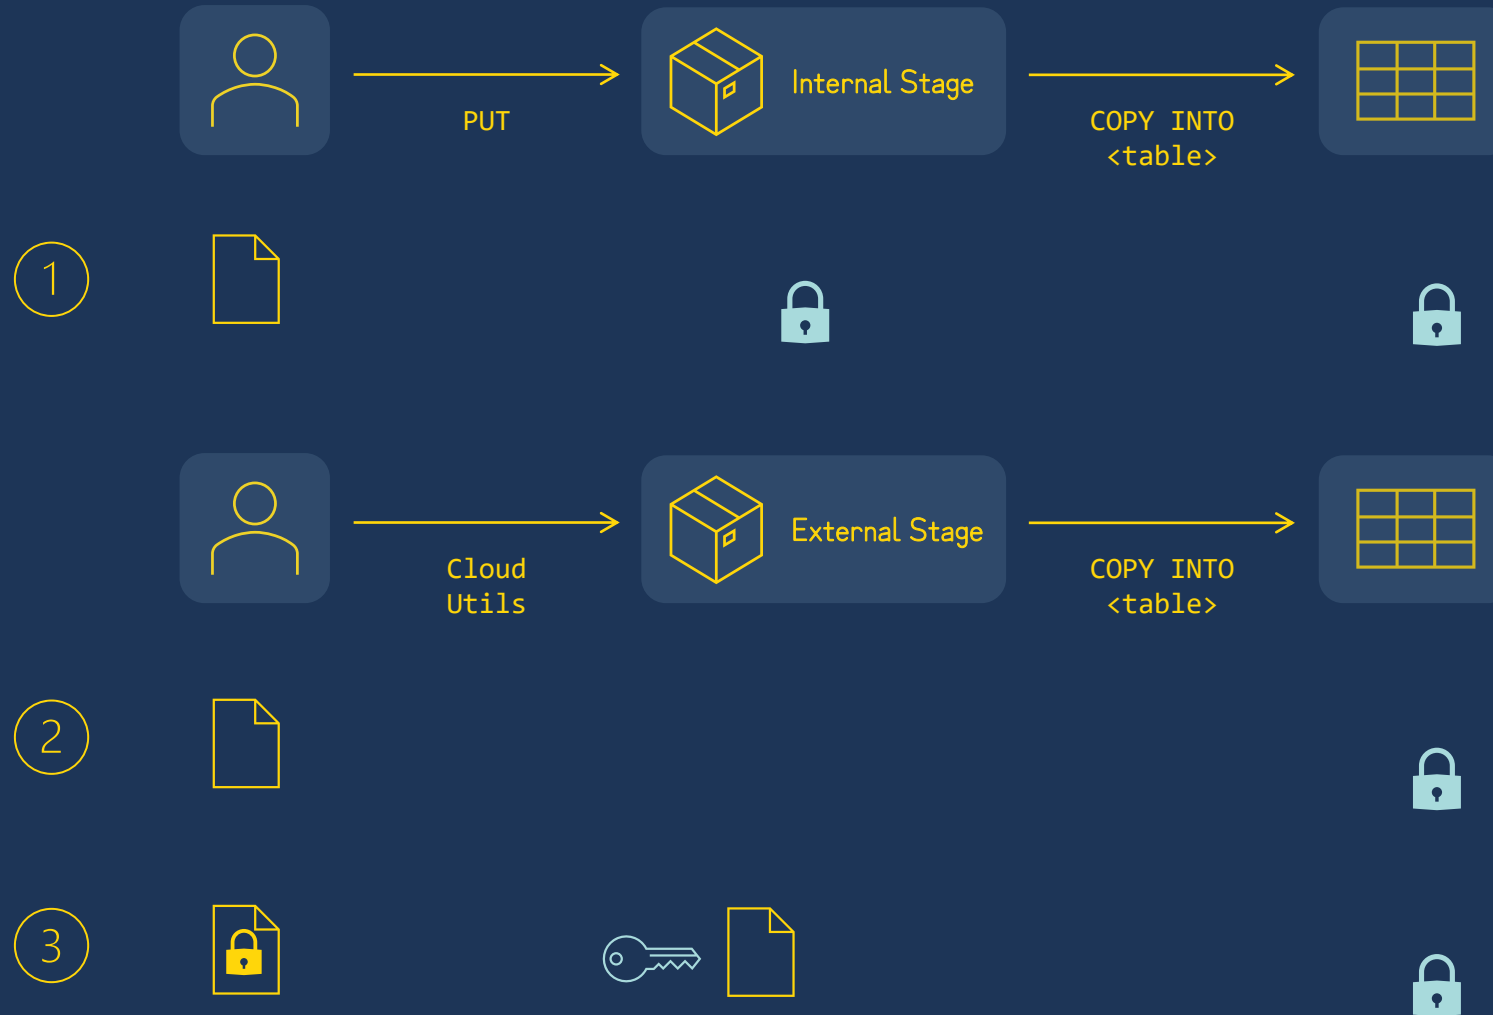 Internal Stage
PUT
COPY INTO
<table>
1
External Stage
Cloud
Utils
COPY INTO
<table>
2
3